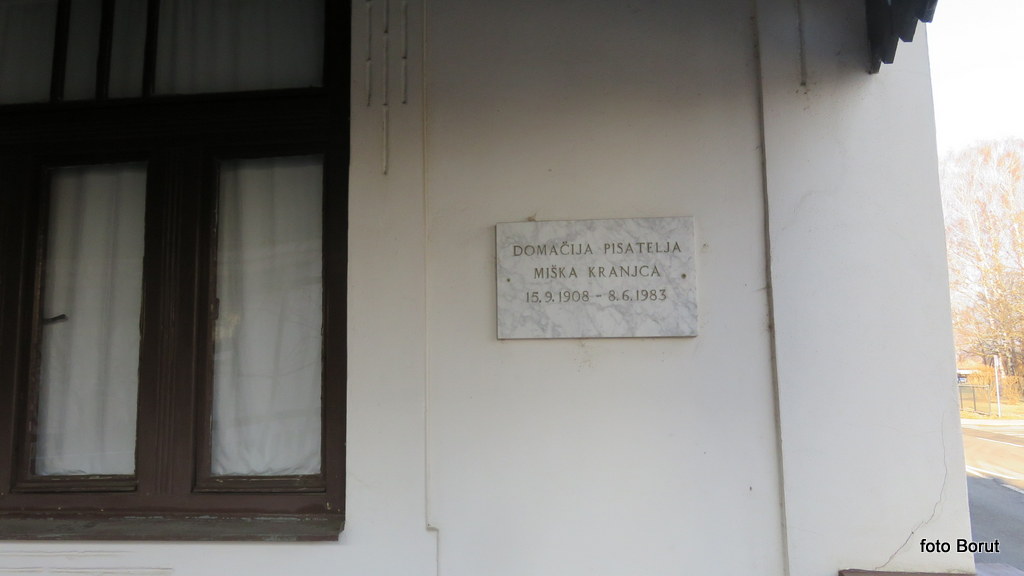 DOMAČIJA PISATELJA
MIŠKA KRANJCA
15.9.1908 – 8.6.1983
foto Borut